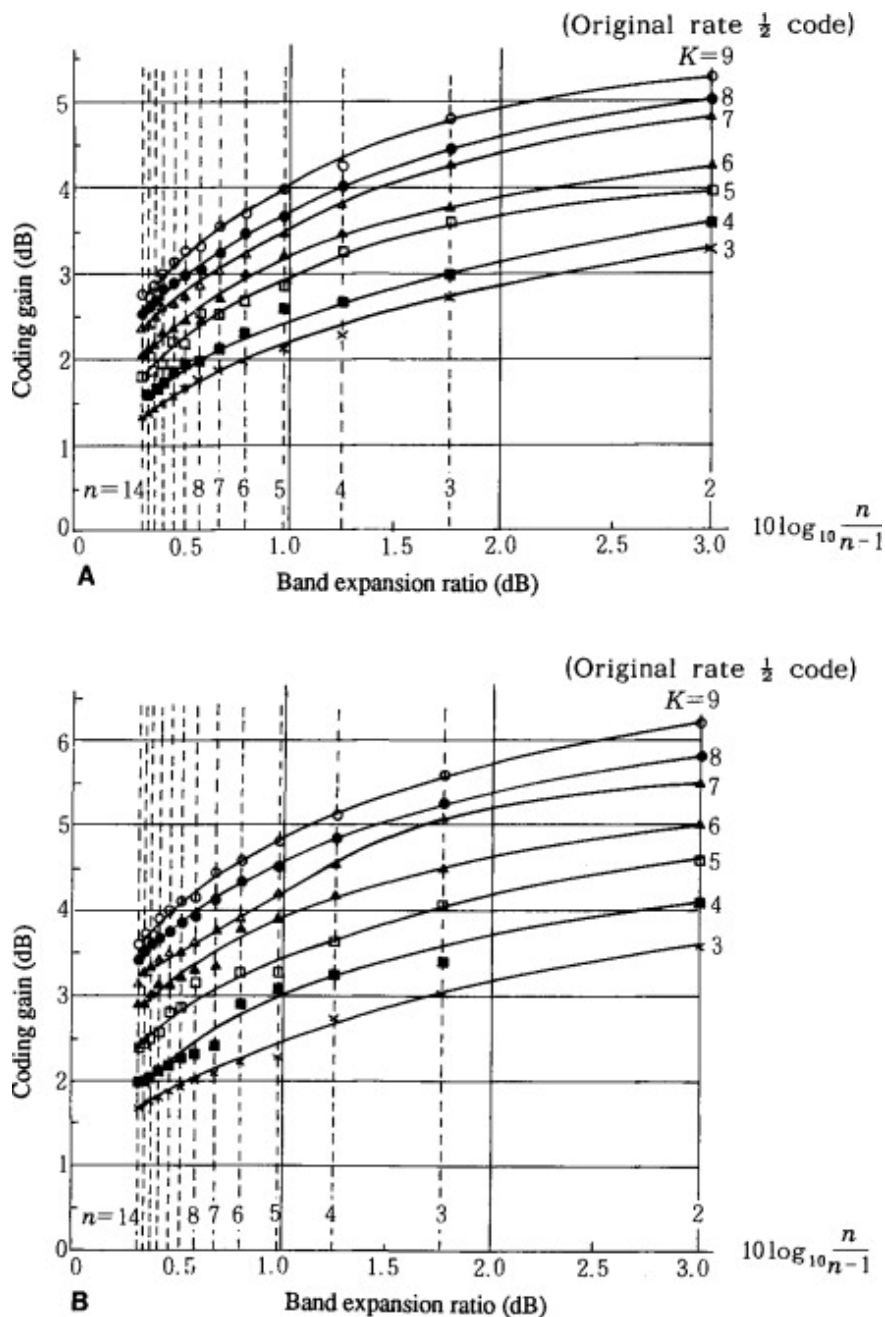 (Original rate ½ code)
K=9
8
7
6
5
4
3
5
4
3
2
1
0
Coding gain (dB)
n=14 8 7 6 5 4 3 2
0 0.5 1.0 1.5 2.0 2.5 3.0
10log₁₀ n/n−1
A Band expansion ratio (dB)
(Original rate ½ code)
K=9
8
7
6
5
4
3
6
5
4
3
2
1
0
Coding gain (dB)
n=14 8 7 6 5 4 3 2
0 0.5 1.0 1.5 2.0 2.5 3.0
10log₁₀ n/n−1
B Band expansion ratio (dB)